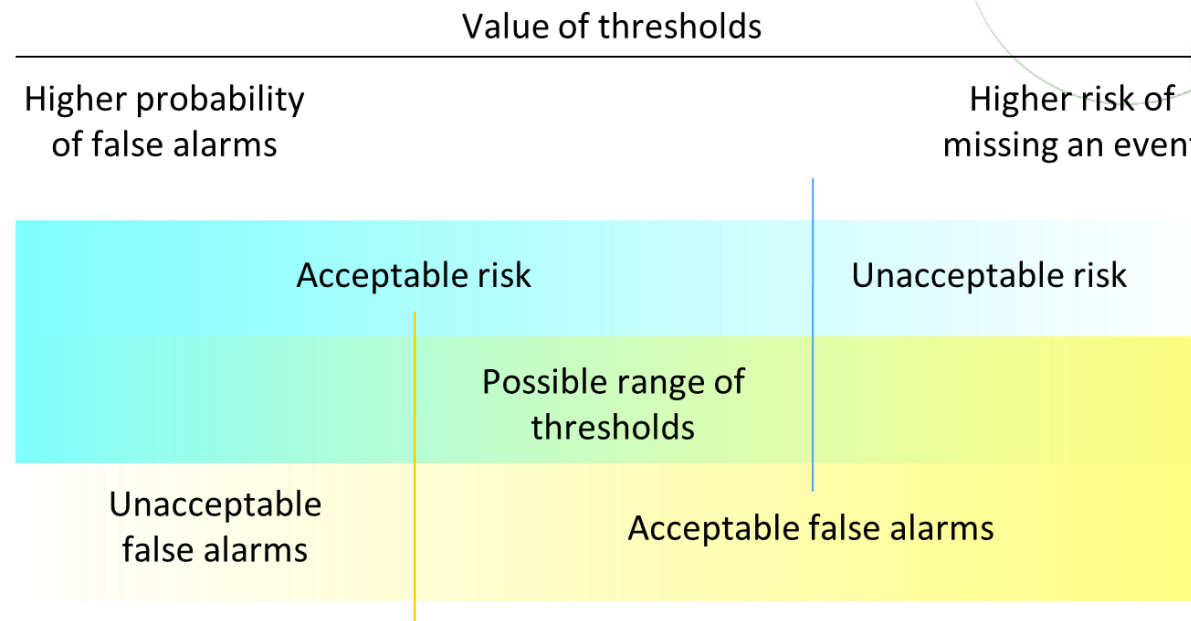 Value of thresholds
Higher probability
of false alarms
Higher risk of
missing an event
Acceptable risk
Unacceptable risk
Possible range of
thresholds
Unacceptable
false alarms
Acceptable false alarms